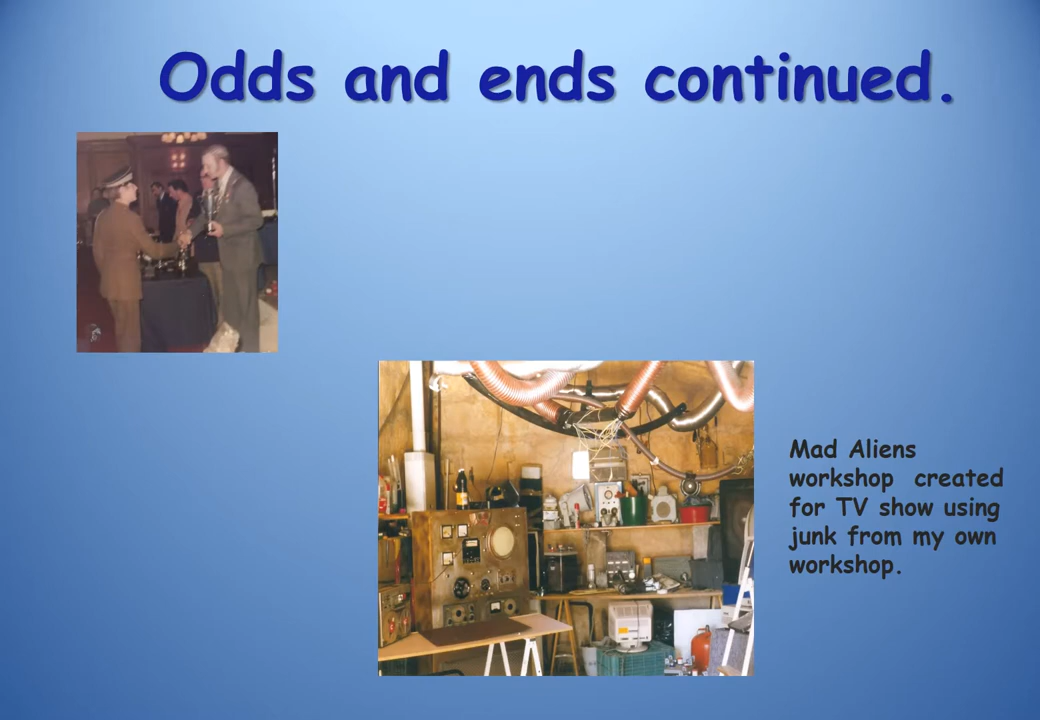 Odds and ends continued.
Mad Aliens
workshop created
for TV show using
junk from my own
workshop.